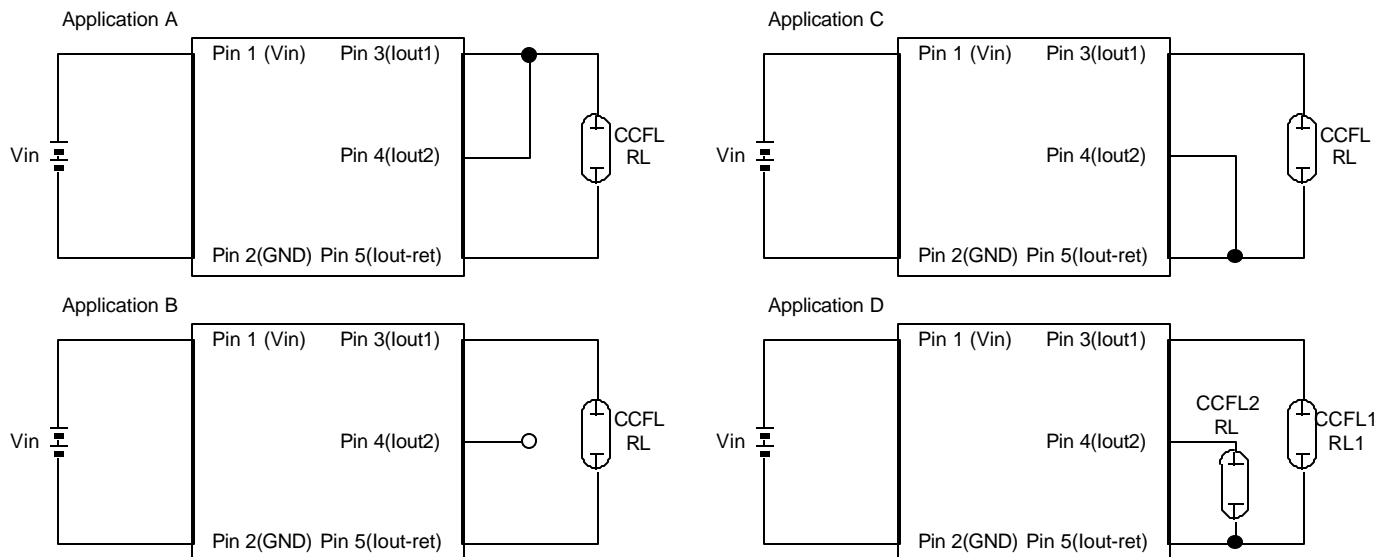 Application A
Pin 1 (Vin) Pin 3(Iout1)
Vin
Pin 4(Iout2)
CCFL
RL
Pin 2(GND) Pin 5(Iout-ret)
Application C
Pin 1 (Vin) Pin 3(Iout1)
Vin
Pin 4(Iout2)
CCFL
RL
Pin 2(GND) Pin 5(Iout-ret)
Application B
Pin 1 (Vin) Pin 3(Iout1)
Vin
Pin 4(Iout2)
CCFL
RL
Pin 2(GND) Pin 5(Iout-ret)
Application D
Pin 1 (Vin) Pin 3(Iout1)
Vin
Pin 4(Iout2)
CCFL2
RL
CCFL1
RL1
Pin 2(GND) Pin 5(Iout-ret)